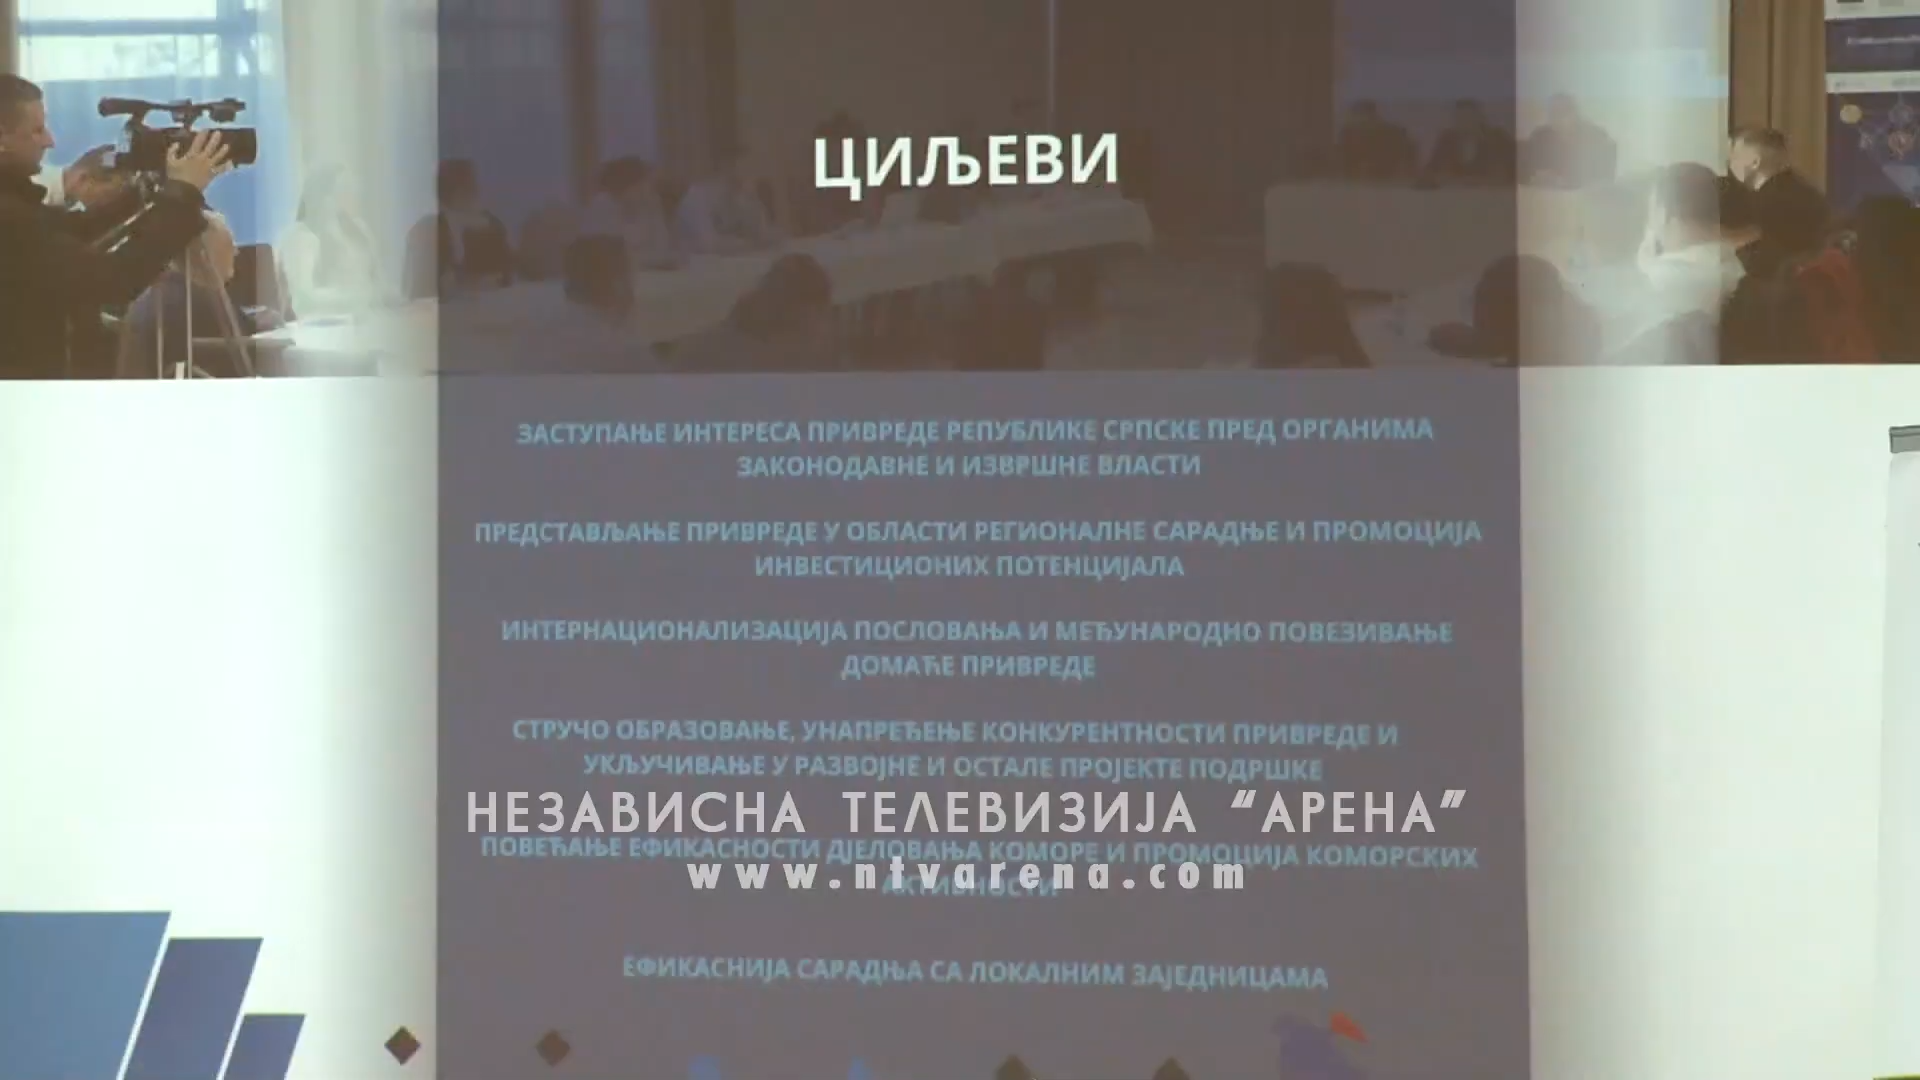 ЦИЉЕВИ
ЗАСТУПАЊЕ ИНТЕРЕСА ПРИВРЕДЕ РЕПУБЛИКЕ СРПСКЕ ПРЕД ОРГАНИМА
ЗАКОНОДАВНЕ И ИЗВРШНЕ ВЛАСТИ
ПРЕДСТАВЉАЊЕ ПРИВРЕДЕ У ОБЛАСТИ РЕГИОНАЛНЕ САРАДЊЕ И ПРОМОЦИЈА
ИНВЕСТИЦИОНИХ ПОТЕНЦИЈАЛА
ИНТЕРНАЦИОНАЛИЗАЦИЈА ПОСЛОВАЊА И МЕЂУНАРОДНО ПОВЕЗИВАЊЕ
ДОМАЋЕ ПРИВРЕДЕ
СТРУЧО ОБРАЗОВАЊЕ, УНАПРЕЂЕЊЕ КОНКУРЕНТНОСТИ ПРИВРЕДЕ И
УКЉУЧИВАЊЕ У РАЗВОЈНЕ И ОСТАЛЕ ПРОЈЕКТЕ ПОДРШКЕ
НЕЗАВИСНА ТЕЛЕВИЗИЈА “АРЕНА”
ПОВЕЋАЊЕ ЕФИКАСНОСТИ ДЈЕЛОВАЊА КОМОРЕ И ПРОМОЦИЈА КОМОРСКИХ
АКТИВНОСТИ
www.ntvarena.com
ЕФИКАСНИЈА САРАДЊА СА ЛОКАЛНИМ ЗАЈЕДНИЦАМА